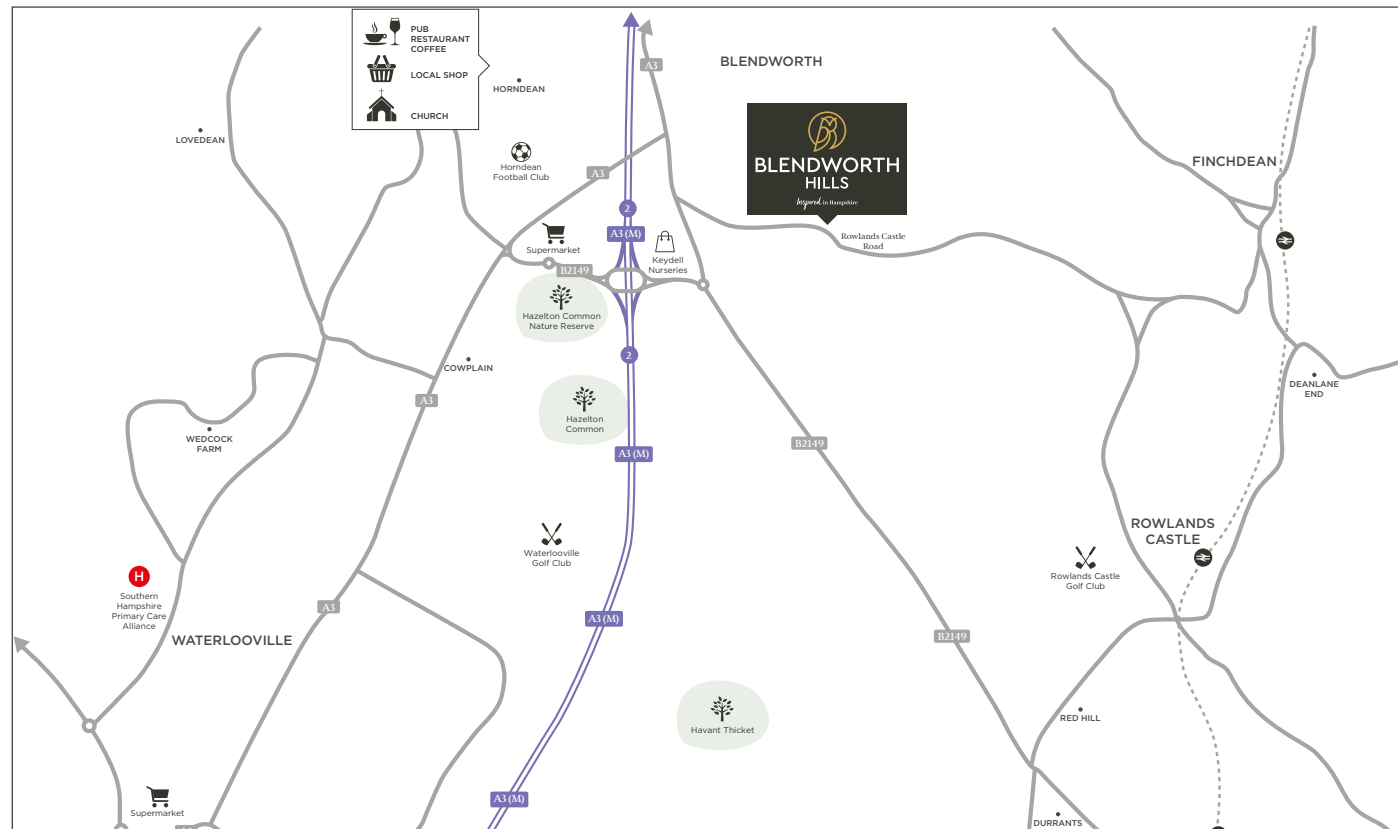 PUB
RESTAURANT
COFFEE
LOCAL SHOP
CHURCH
HORNDEAN
A3
BLENDWORTH
LOVEDEAN
Horndean
Football Club
A3
BLENDWORTH
HILLS
Inspired in Hampshire
FINCHDEAN
2
A3 (M)
Supermarket
B2149
Keydell
Nurseries
Rowlands Castle
Road
Hazelton Common
Nature Reserve
2
COWPLAIN
A3
Hazelton
Common
DEANLANE
END
WEDCOCK
FARM
A3 (M)
B2149
Waterlooville
Golf Club
ROWLANDS
CASTLE
Rowlands Castle
Golf Club
H
Southern
Hampshire
Primary Care
Alliance
A3
A3 (M)
WATERLOOVILLE
B2149
Havant Thicket
RED HILL
Supermarket
A3 (M)
DURRANTS